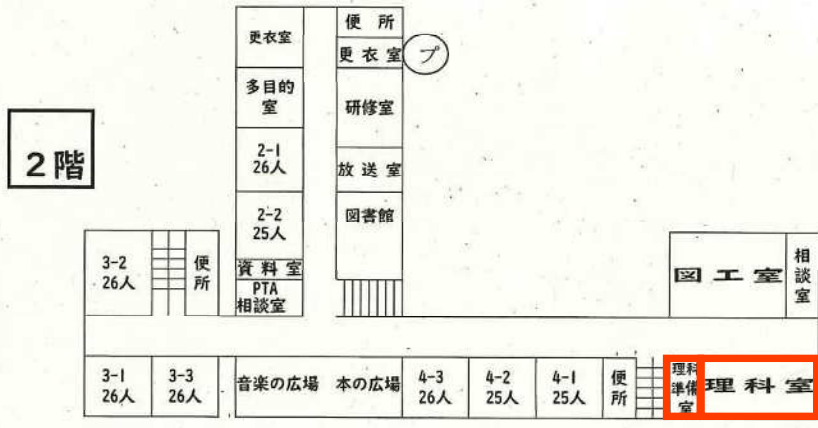 更衣室
便所
更衣室
プ
多目的
室
研修室
2階
2-1
26人
放送室
2-2
25人
図書館
3-2
26人
便
所
資料室
PTA
相談室
図工室
相
談
室
3-1
26人
3-3
26人
音楽の広場
本の広場
4-3
26人
4-2
25人
4-1
25人
便
所
理科
準備
室
理科室